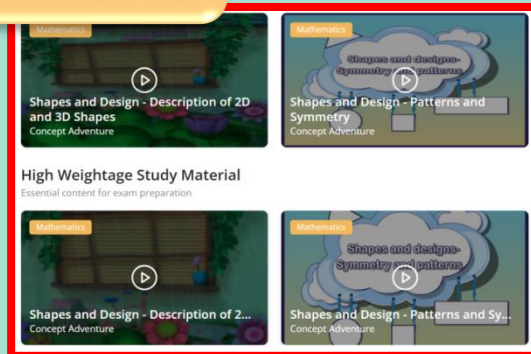 Mathematics
Shapes and Design - Description of 2D
and 3D Shapes
Concept Adventure
Mathematics
Shapes and designs-
Symmetry and patterns
Shapes and Design - Patterns and
Symmetry
Concept Adventure
High Weightage Study Material
Essential content for exam preparation
Mathematics
Shapes and Design - Description of 2...
Concept Adventure
Mathematics
Shapes and designs-
Symmetry and patterns
Shapes and Design - Patterns and Sy...
Concept Adventure